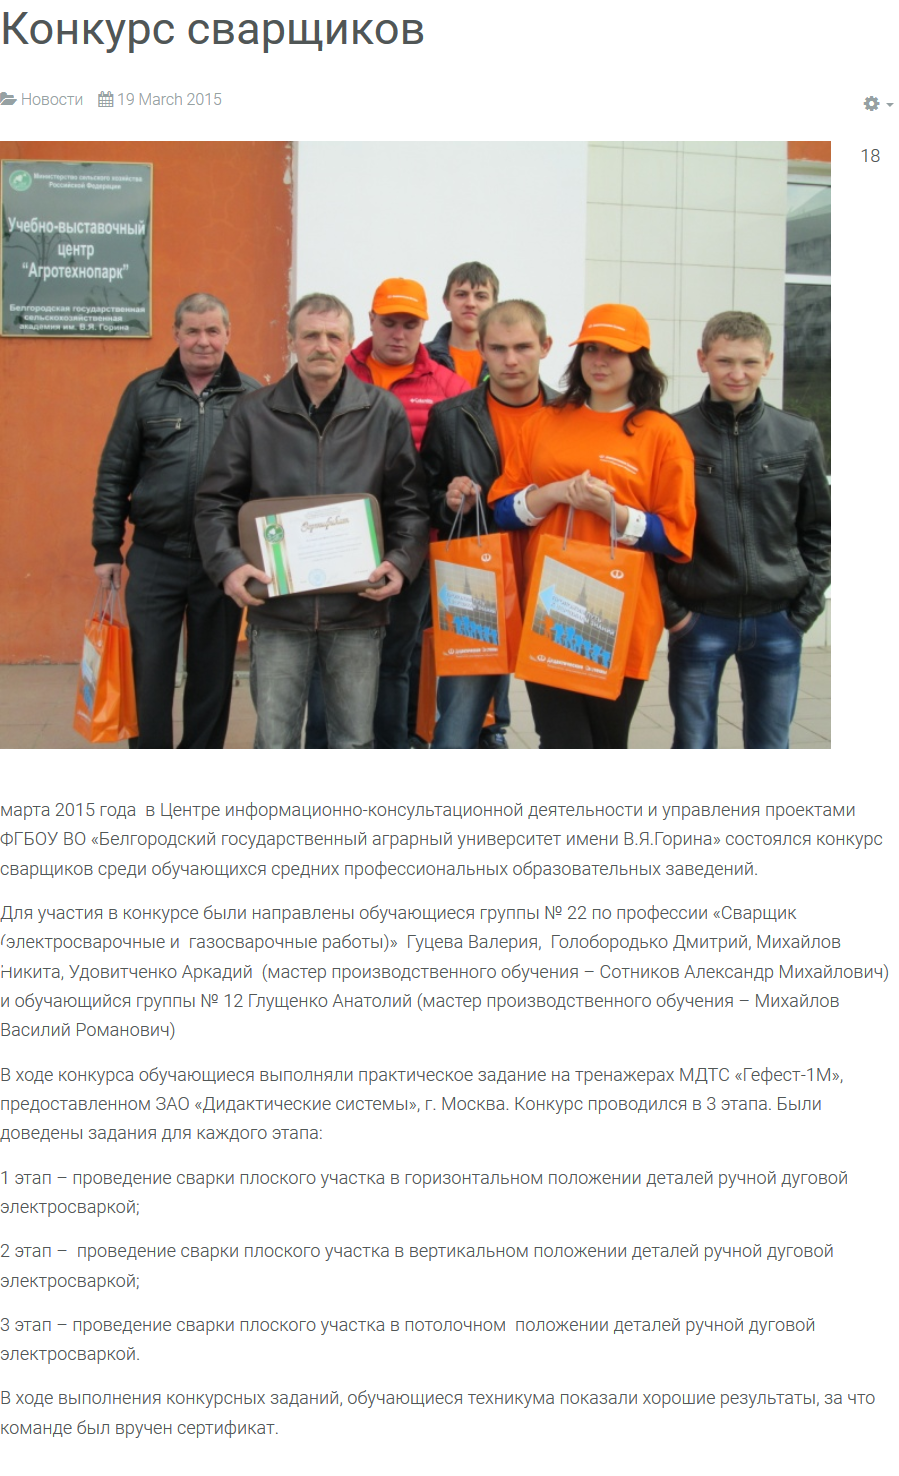 Конкурс сварщиков
Новости 19 March 2015
18
Министерство сельского хозяйства
Российской Федерации
Учебно-выставочный
центр
"Агротехнопарк"
Белгородская государственная
сельскохозяйственная
академия им. В.Я. Горина
Сертификат
марта 2015 года  в Центре информационно-консультационной деятельности и управления проектами
ФГБОУ ВО «Белгородский государственный аграрный университет имени В.Я.Горина» состоялся конкурс
сварщиков среди обучающихся средних профессиональных образовательных заведений.
Для участия в конкурсе были направлены обучающиеся группы № 22 по профессии «Сварщик
(электросварочные и  газосварочные работы)»  Гуцева Валерия,  Голобородько Дмитрий, Михайлов
Никита, Удовитченко Аркадий  (мастер производственного обучения – Сотников Александр Михайлович)
и обучающийся группы № 12 Глущенко Анатолий (мастер производственного обучения – Михайлов
Василий Романович)
В ходе конкурса обучающиеся выполняли практическое задание на тренажерах МДТС «Гефест-1М»,
предоставленном ЗАО «Дидактические системы», г. Москва. Конкурс проводился в 3 этапа. Были
доведены задания для каждого этапа:
1 этап – проведение сварки плоского участка в горизонтальном положении деталей ручной дуговой
электросваркой;
2 этап –  проведение сварки плоского участка в вертикальном положении деталей ручной дуговой
электросваркой;
3 этап – проведение сварки плоского участка в потолочном  положении деталей ручной дуговой
электросваркой.
В ходе выполнения конкурсных заданий, обучающиеся техникума показали хорошие результаты, за что
команде был вручен сертификат.